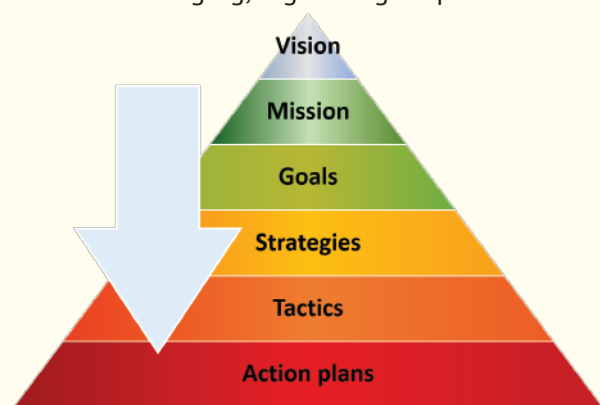 Vision
Mission
Goals
Strategies
Tactics
Action plans